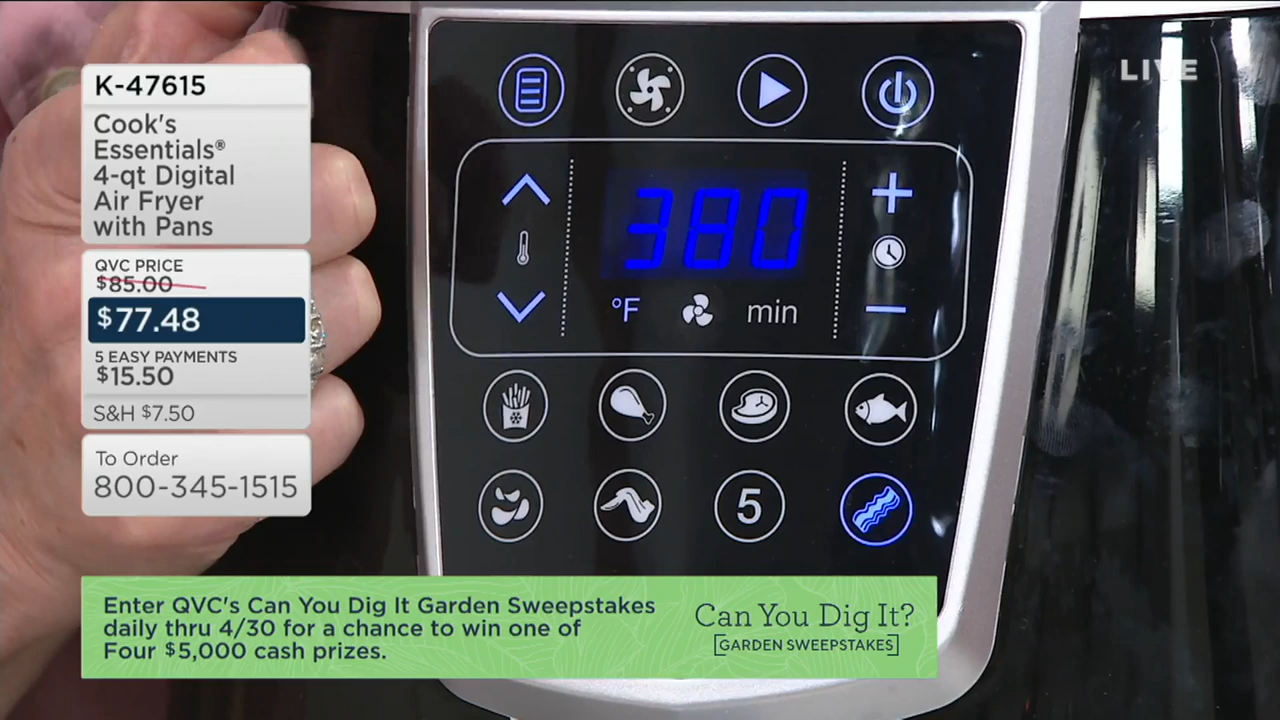 K-47615
Cook's
Essentials®
4-qt Digital
Air Fryer
with Pans
QVC PRICE
$85.00
$77.48
5 EASY PAYMENTS
$15.50
S&H $7.50
To Order
800-345-1515
LIVE
380
°F
min
5
Enter QVC's Can You Dig It Garden Sweepstakes
daily thru 4/30 for a chance to win one of
Four $5,000 cash prizes.
Can You Dig It?
[GARDEN SWEEPSTAKES]